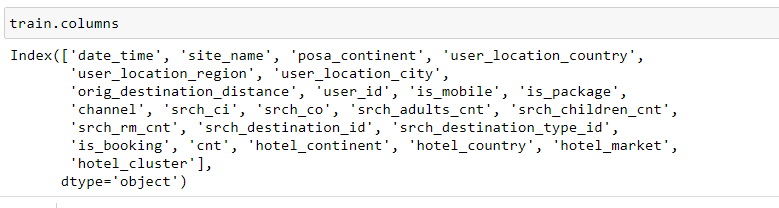 train.columns
Index(['date_time', 'site_name', 'posa_continent', 'user_location_country',
'user_location_region', 'user_location_city',
'orig_destination_distance', 'user_id', 'is_mobile', 'is_package',
'channel', 'srch_ci', 'srch_co', 'srch_adults_cnt', 'srch_children_cnt',
'srch_rm_cnt', 'srch_destination_id', 'srch_destination_type_id',
'is_booking', 'cnt', 'hotel_continent', 'hotel_country', 'hotel_market',
'hotel_cluster'],
dtype='object')